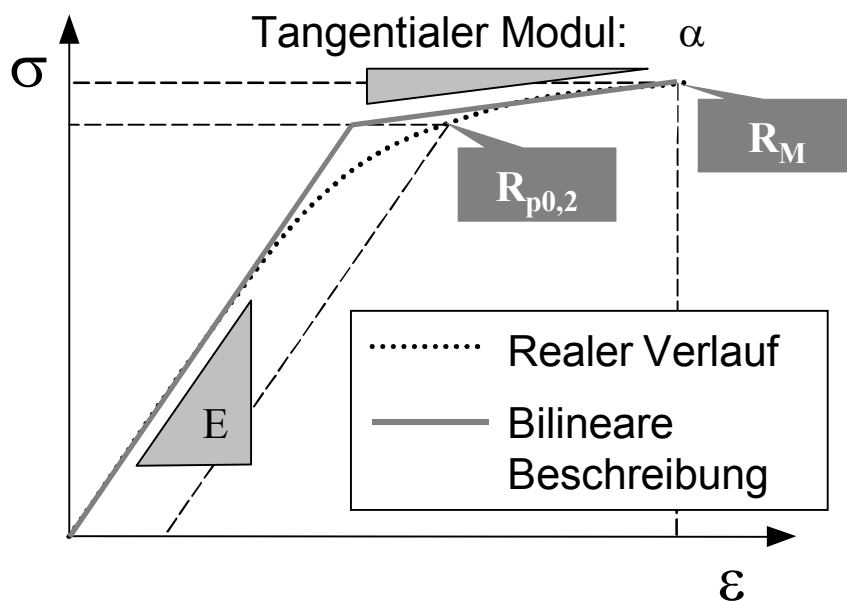 Tangentialer Modul: α
σ
R_M
R_p0,2
Realer Verlauf
E
Bilineare
Beschreibung
ε